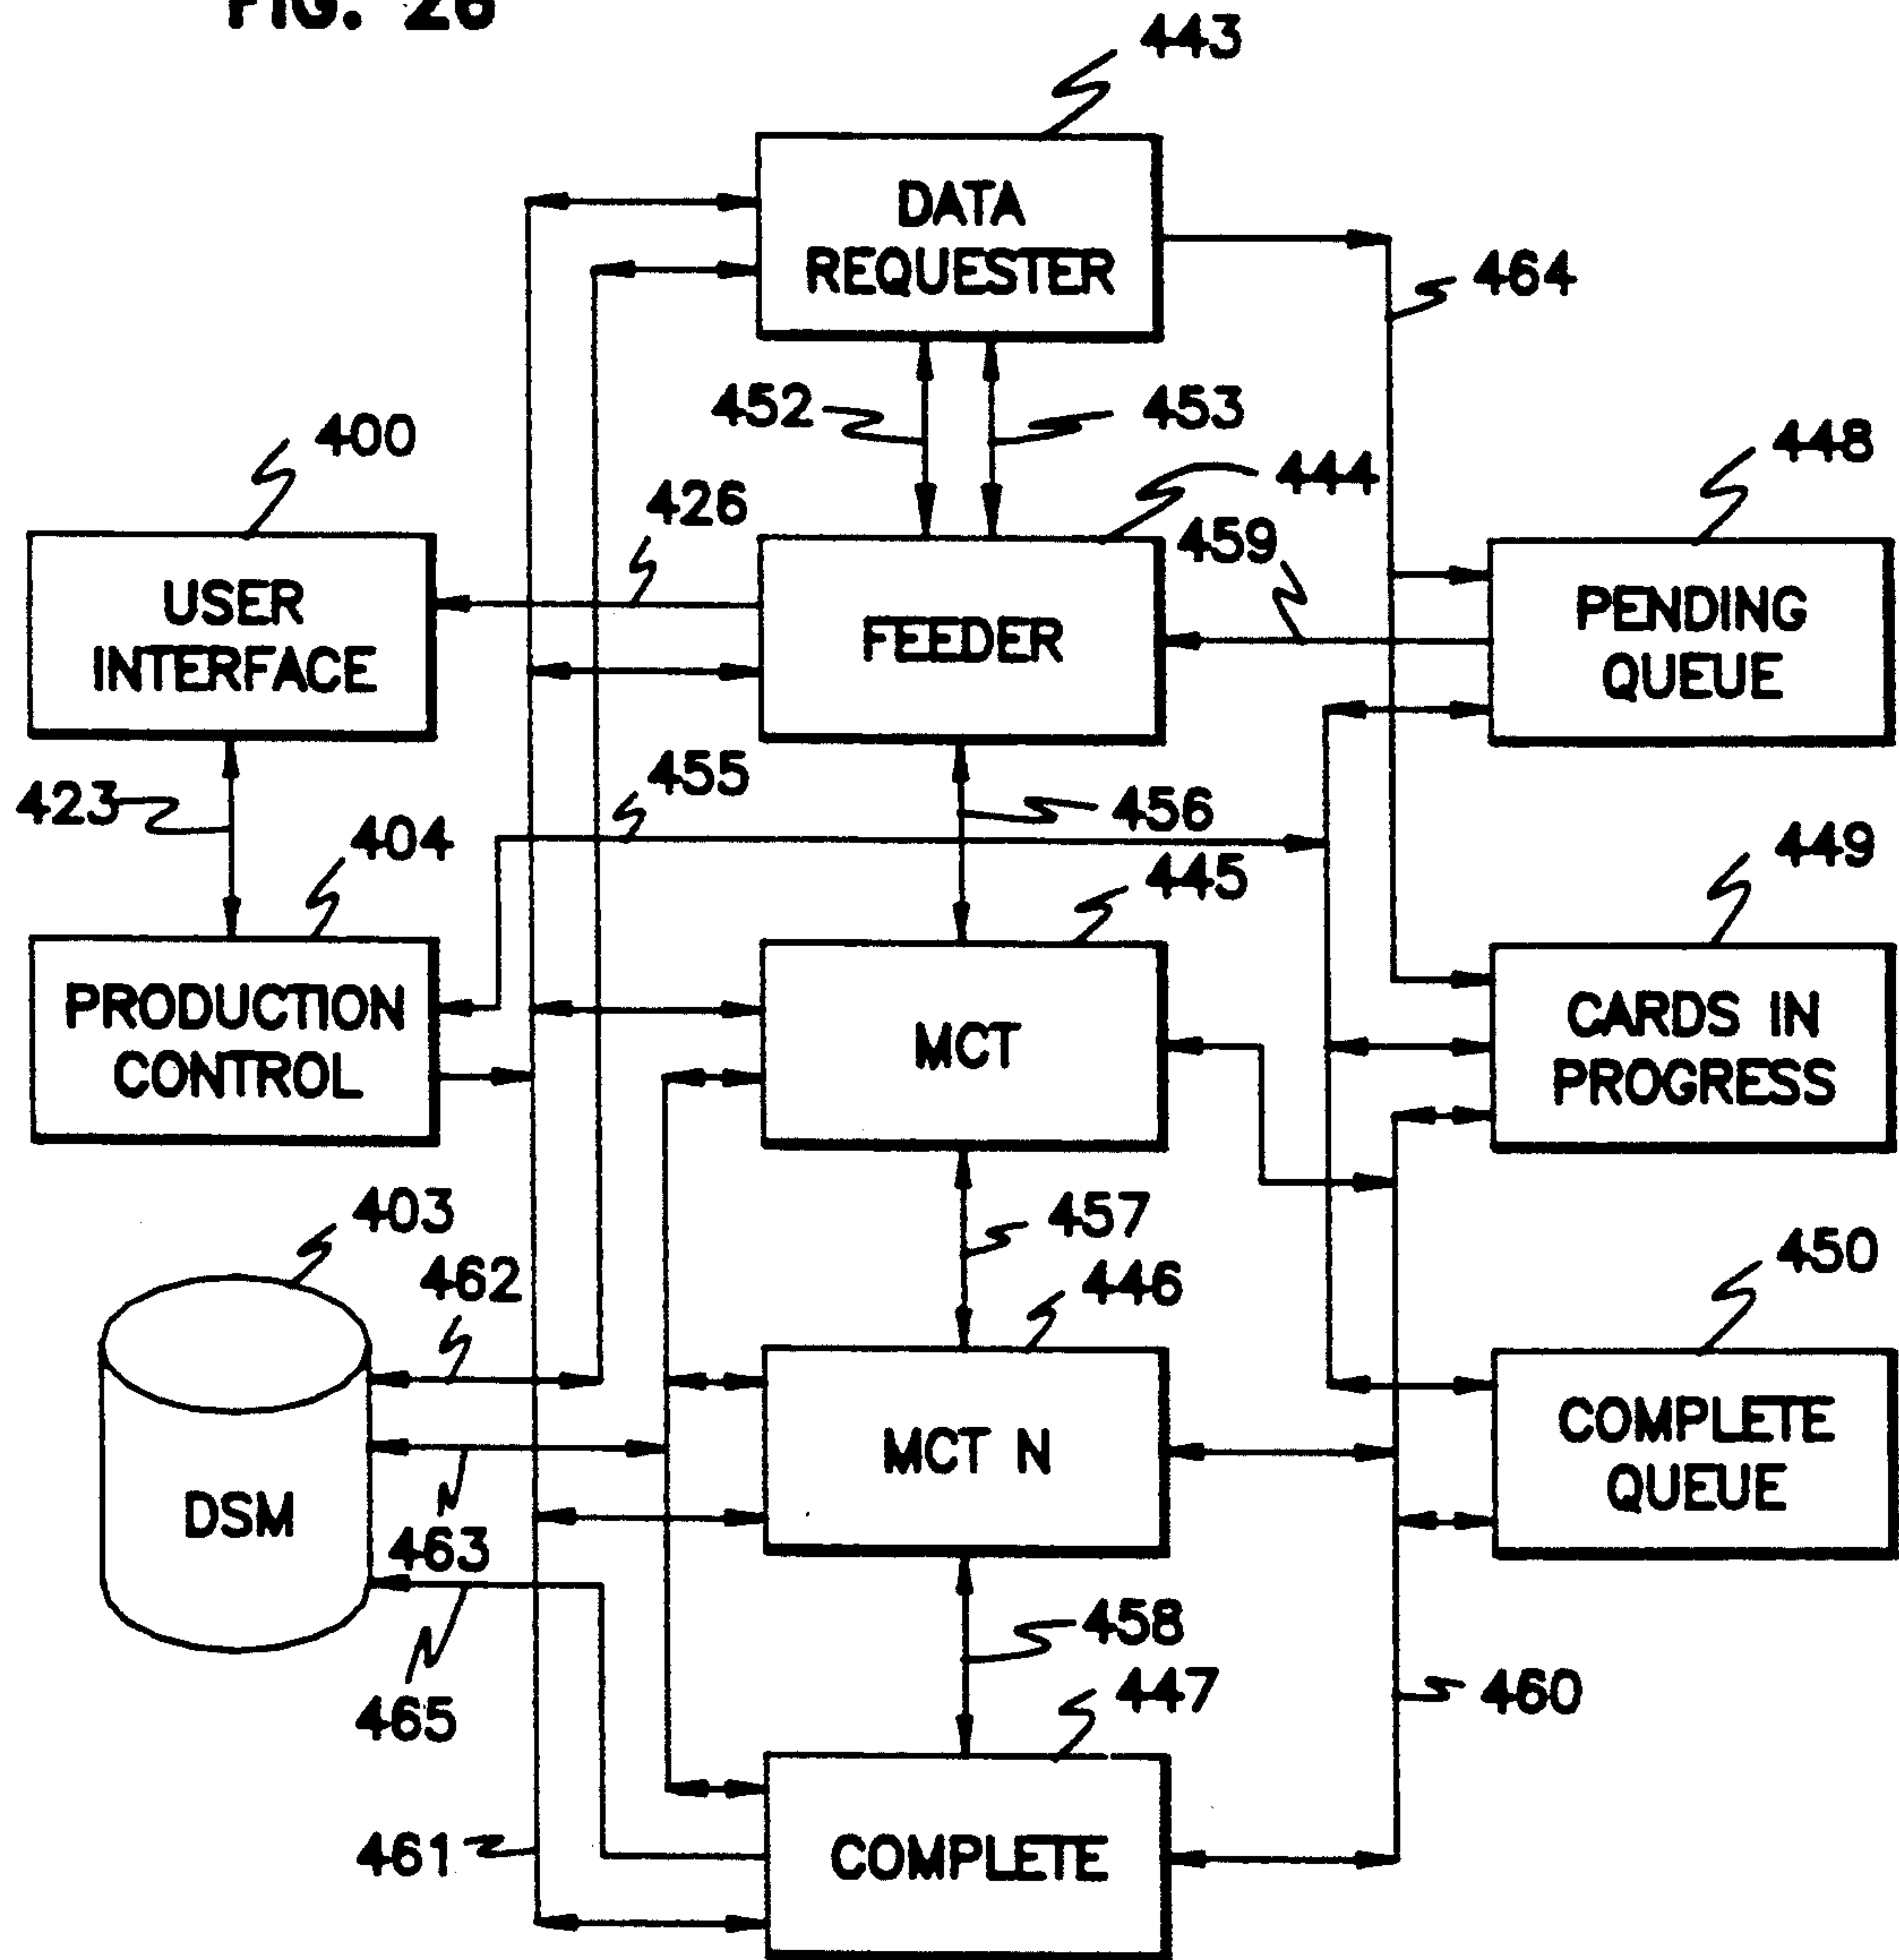 FIG. 26
443
DATA
REQUESTER
464
452
453
400
448
426
444
459
USER
INTERFACE
FEEDER
PENDING
QUEUE
423
455
456
404
445
449
PRODUCTION
CONTROL
MCT
CARDS IN
PROGRESS
403
457
462
446
450
DSM
MCT N
COMPLETE
QUEUE
463
458
465
447
460
461
COMPLETE